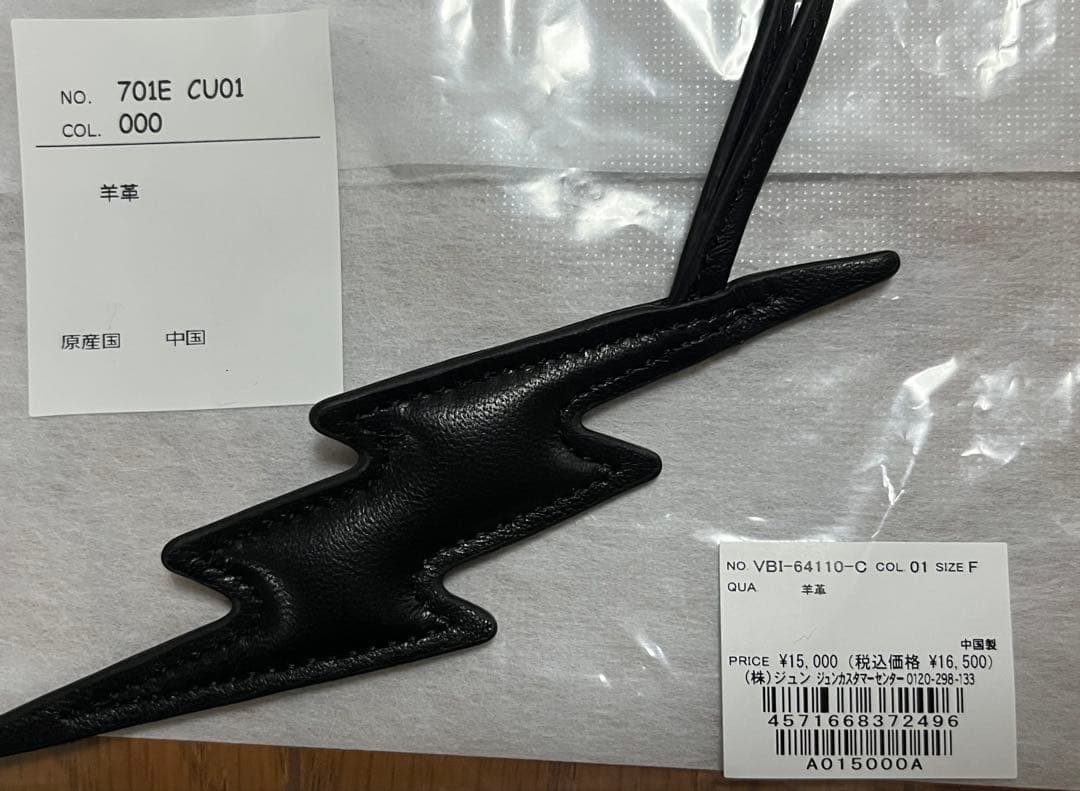 NO. 701E CU01
COL. 000
羊革
原産国 中国
NO. VBI-64110-C COL. 01 SIZE F
QUA 羊革
中国製
PRICE ¥15,000 (税込価格 ¥16,500)
(株)ジュン ジュンカスタマーセンター 0120-298-133
4571668372496
A015000A